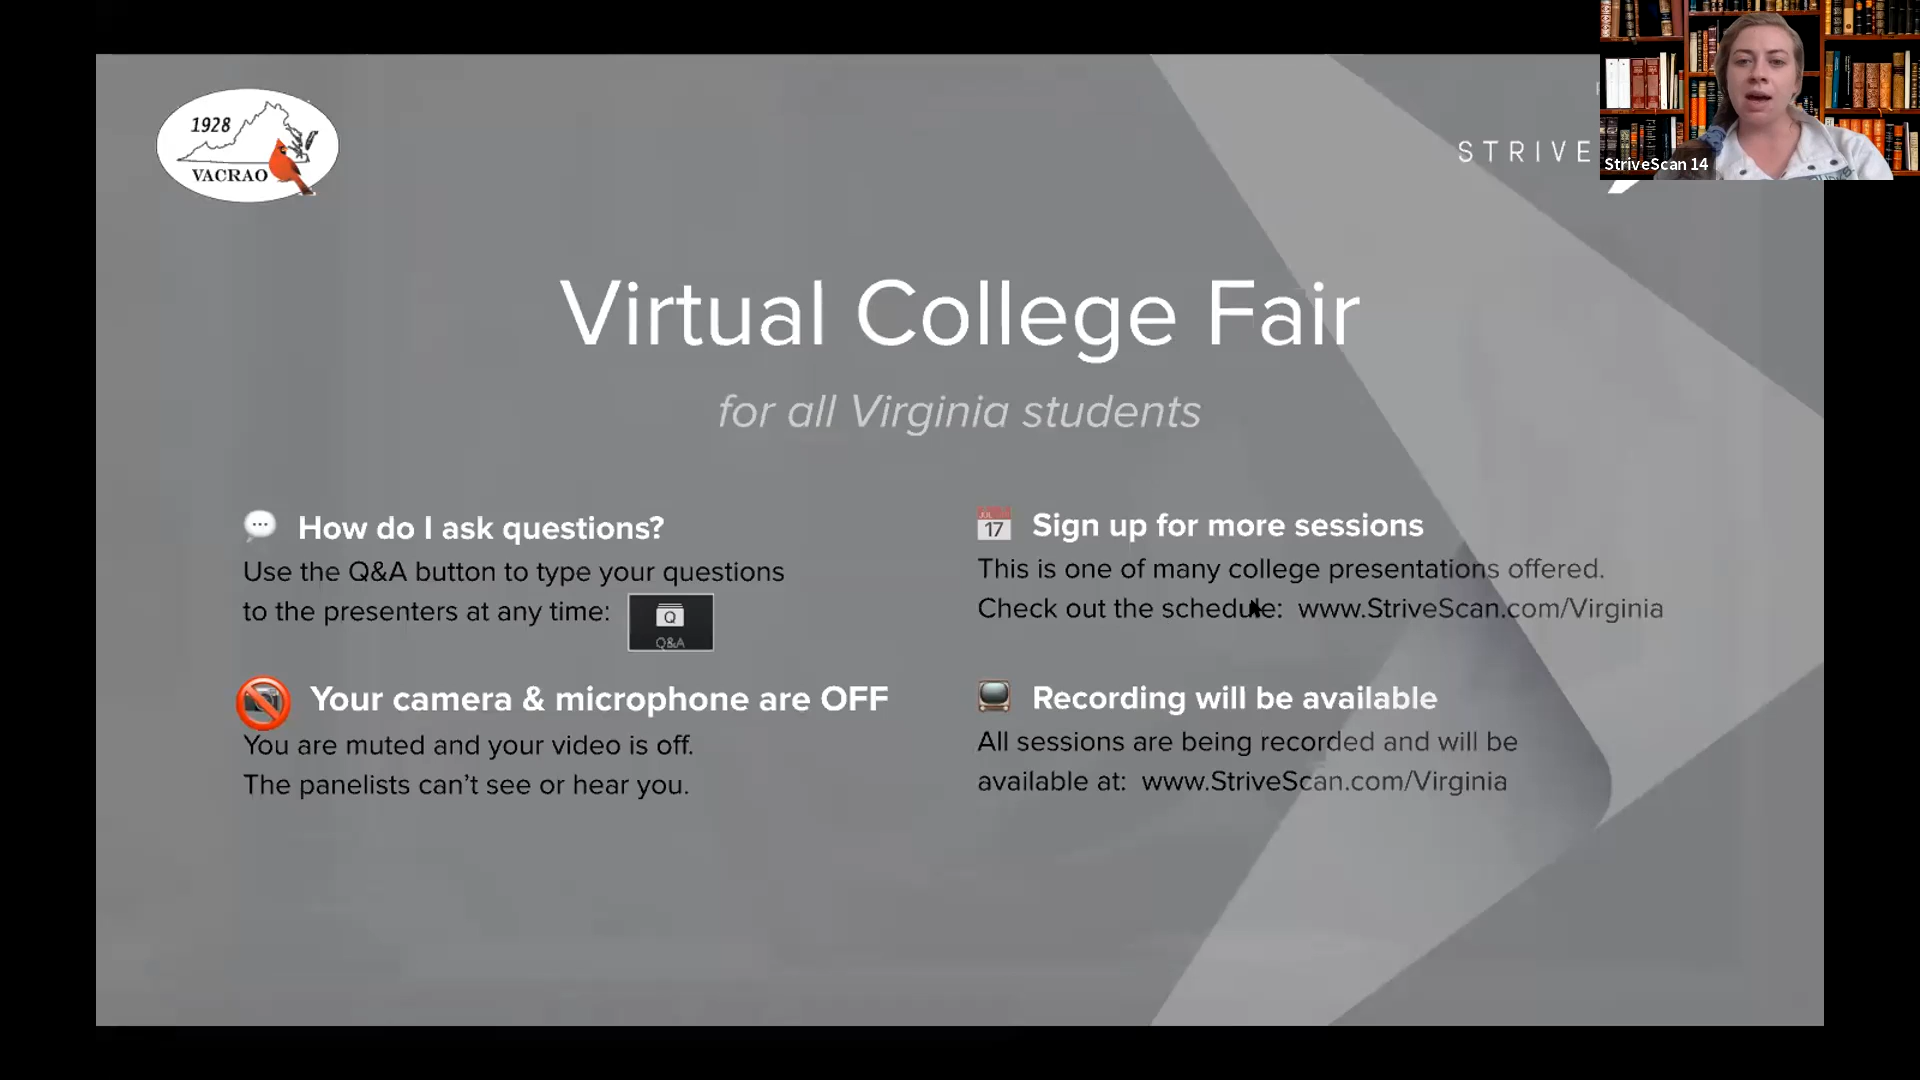 1928
VACRAO
STRIVE
StriveScan 14
Virtual College Fair
for all Virginia students
How do I ask questions?
Use the Q&A button to type your questions
to the presenters at any time:
Q
Q&A
Your camera & microphone are OFF
You are muted and your video is off.
The panelists can't see or hear you.
JUL
17
Sign up for more sessions
This is one of many college presentations offered.
Check out the schedule: www.StriveScan.com/Virginia
Recording will be available
All sessions are being recorded and will be
available at: www.StriveScan.com/Virginia